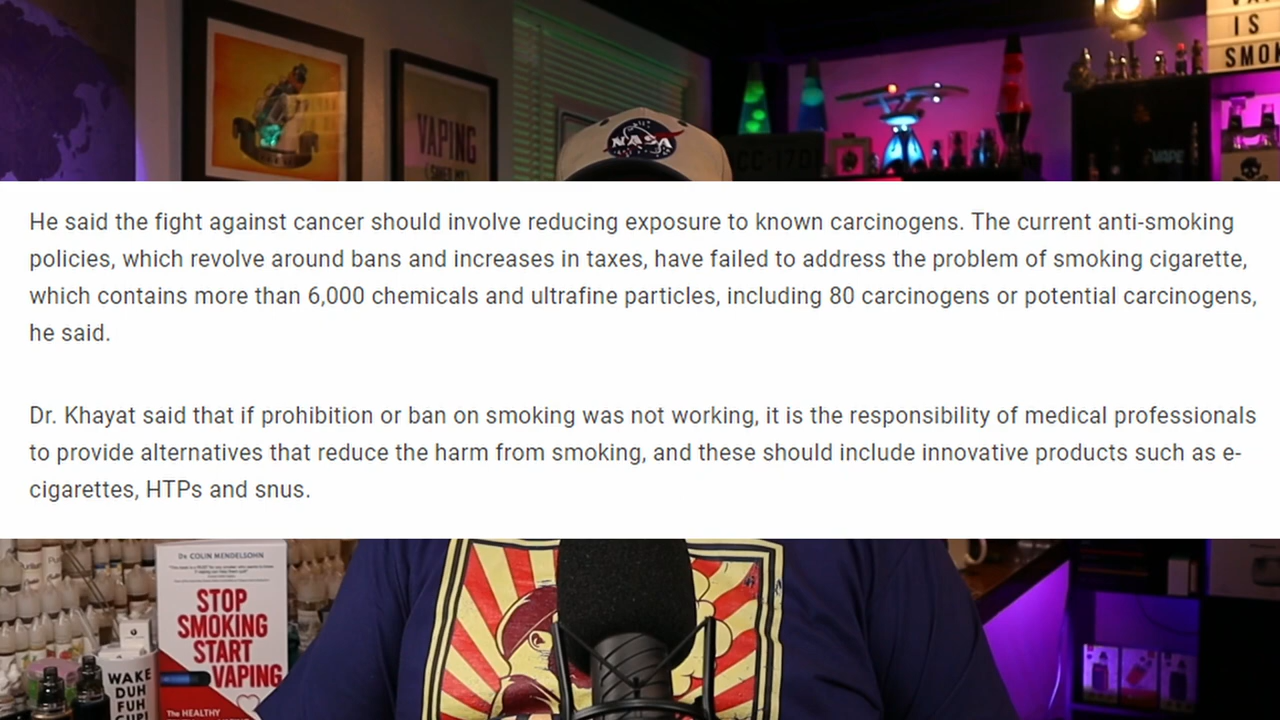 IS
SMOK
NASA
VAPING
VAPE
He said the fight against cancer should involve reducing exposure to known carcinogens. The current anti-smoking
policies, which revolve around bans and increases in taxes, have failed to address the problem of smoking cigarette,
which contains more than 6,000 chemicals and ultrafine particles, including 80 carcinogens or potential carcinogens,
he said.
Dr. Khayat said that if prohibition or ban on smoking was not working, it is the responsibility of medical professionals
to provide alternatives that reduce the harm from smoking, and these should include innovative products such as e-
cigarettes, HTPs and snus.
Dr COLIN MENDELSOHN
STOP
SMOKING
START
VAPING
The HEALTHY
WAKE
DUH
FUH
CUP!